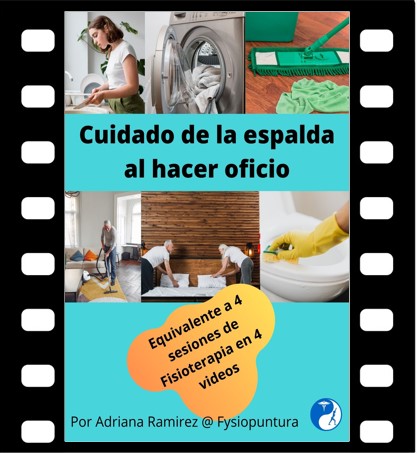 Cuidado de la espalda
al hacer oficio
Equivalente a 4
sesiones de
Fisioterapia en 4
videos
Por Adriana Ramirez @ Fysiopuntura